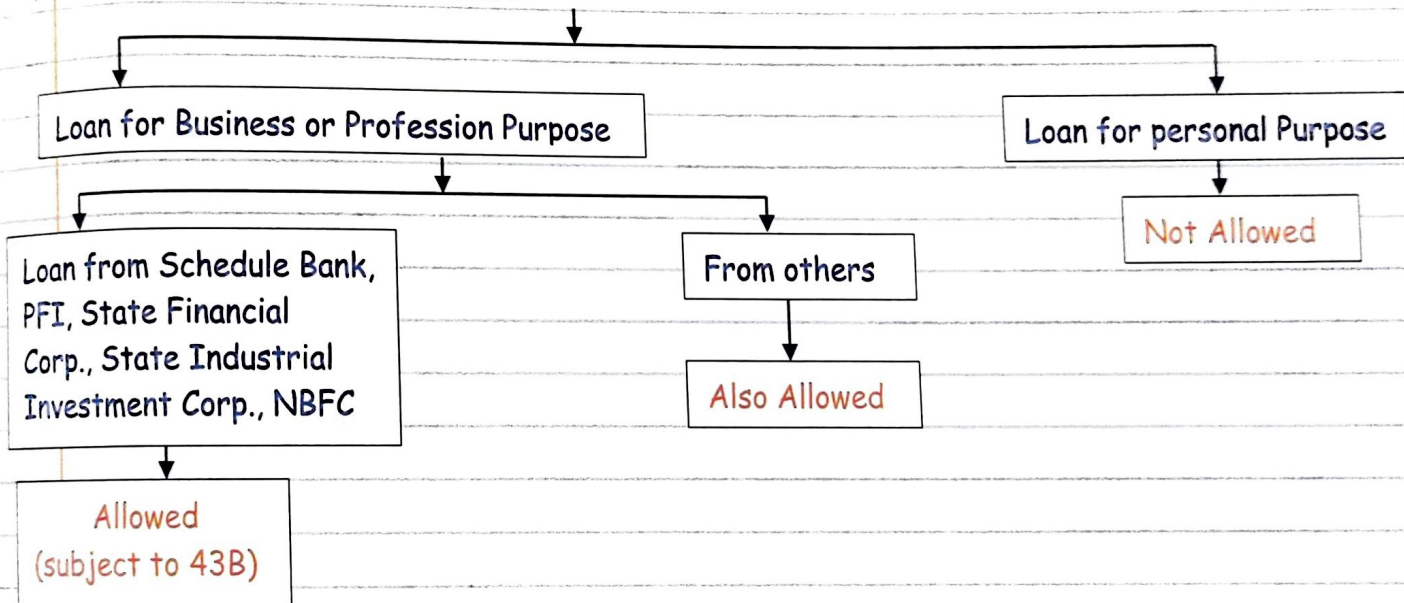 Loan for Business or Profession Purpose
Loan for personal Purpose
Not Allowed
Loan from Schedule Bank,
PFI, State Financial
Corp., State Industrial
Investment Corp., NBFC
From others
Also Allowed
Allowed
(subject to 43B)